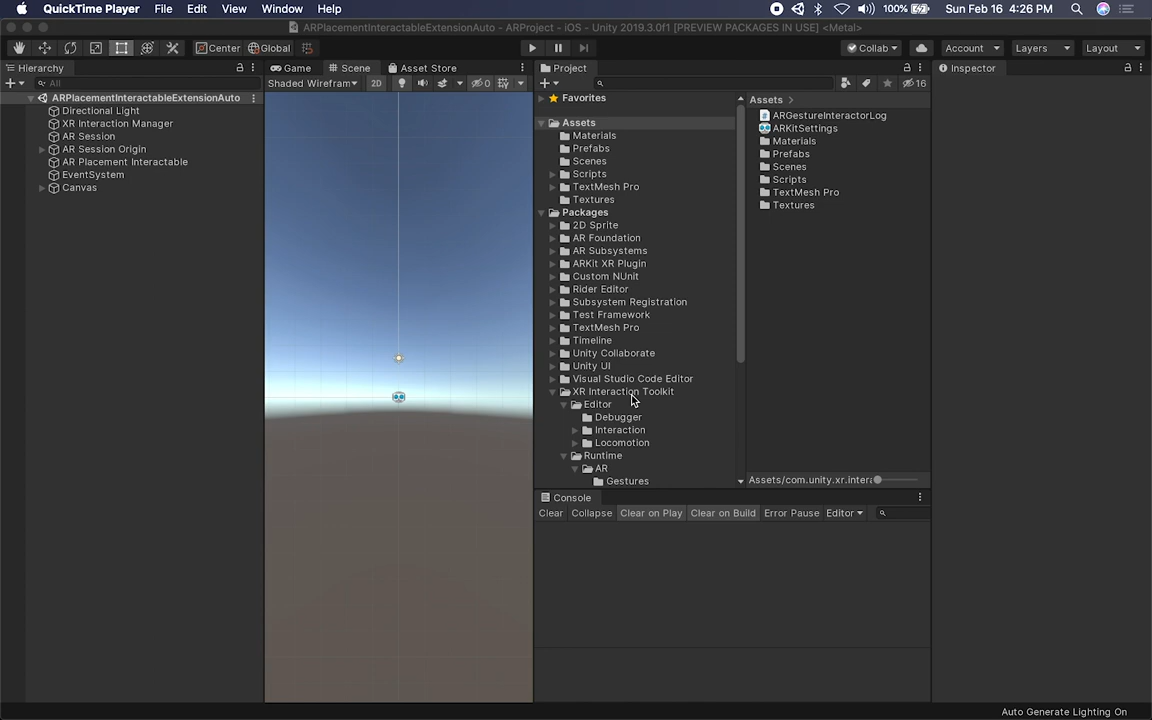 QuickTime Player File Edit View Window Help 100% Sun Feb 16 4:26 PM
ARPlacementInteractableExtensionAuto - ARProject - iOS - Unity 2019.3.0f1 [PREVIEW PACKAGES IN USE] <Metal>
Center Global Collab Account Layers Layout
Hierarchy
All
ARPlacementInteractableExtensionAuto
Directional Light
XR Interaction Manager
AR Session
AR Session Origin
AR Placement Interactable
EventSystem
Canvas
Game Scene Asset Store
Shaded Wirefram 2D 0
Project
16
Favorites
Assets
Materials
Prefabs
Scenes
Scripts
TextMesh Pro
Textures
Packages
2D Sprite
AR Foundation
AR Subsystems
ARKit XR Plugin
Custom NUnit
Rider Editor
Subsystem Registration
Test Framework
TextMesh Pro
Timeline
Unity Collaborate
Unity UI
Visual Studio Code Editor
XR Interaction Toolkit
Editor
Debugger
Interaction
Locomotion
Runtime
AR
Gestures
Assets >
ARGestureInteractorLog
ARKitSettings
Materials
Prefabs
Scenes
Scripts
TextMesh Pro
Textures
Assets/com.unity.xr.intera
Console
Clear Collapse Clear on Play Clear on Build Error Pause Editor
Inspector
Auto Generate Lighting On